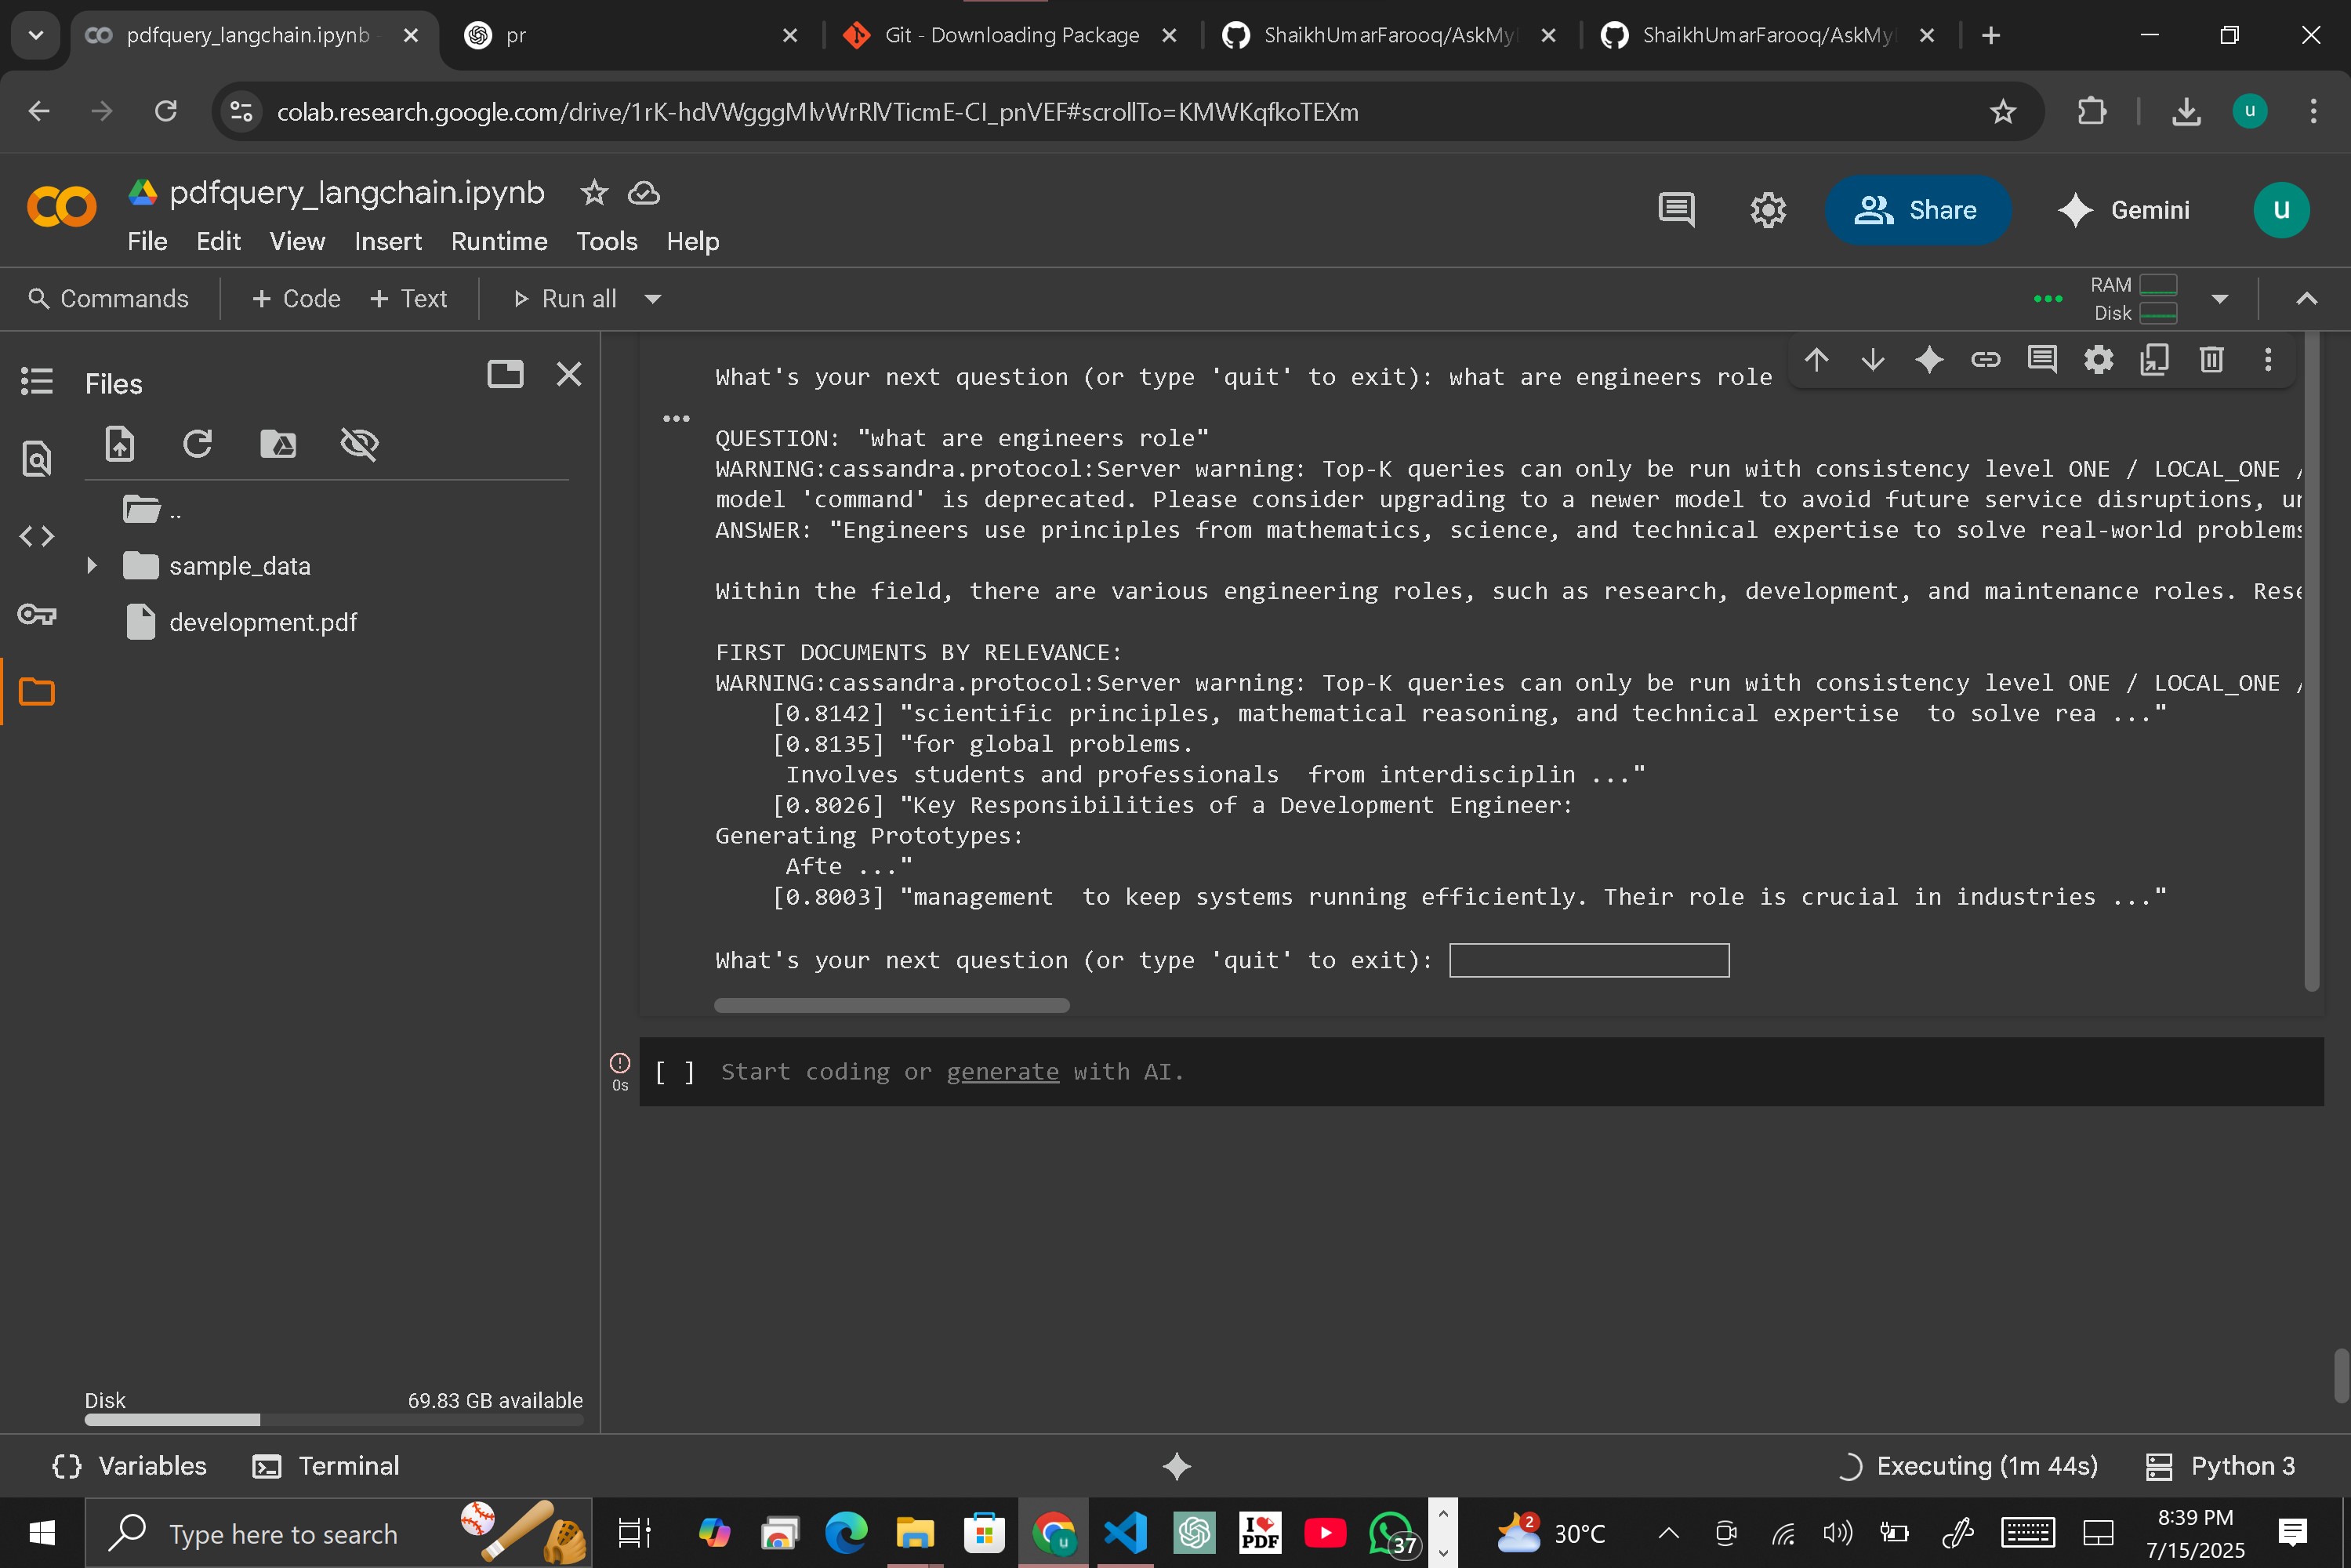 pdfquery_langchain.ipynb -
pr
Git - Downloading Package
ShaikhUmarFarooq/AskMy
ShaikhUmarFarooq/AskMy
colab.research.google.com/drive/1rK-hdVWgggMlvWrRlVTicmE-Cl_pnVEF#scrollTo=KMWKqfkoTEXm
u
pdfquery_langchain.ipynb
File Edit View Insert Runtime Tools Help
Share
Gemini
u
Commands
+ Code + Text
Run all
RAM
Disk
Files
..
sample_data
development.pdf
Disk 69.83 GB available
What's your next question (or type 'quit' to exit): what are engineers role
QUESTION: "what are engineers role"
WARNING:cassandra.protocol:Server warning: Top-K queries can only be run with consistency level ONE / LOCAL_ONE /
model 'command' is deprecated. Please consider upgrading to a newer model to avoid future service disruptions, un
ANSWER: "Engineers use principles from mathematics, science, and technical expertise to solve real-world problems
Within the field, there are various engineering roles, such as research, development, and maintenance roles. Rese
FIRST DOCUMENTS BY RELEVANCE:
WARNING:cassandra.protocol:Server warning: Top-K queries can only be run with consistency level ONE / LOCAL_ONE /
[0.8142] "scientific principles, mathematical reasoning, and technical expertise  to solve rea ..."
[0.8135] "for global problems.
Involves students and professionals  from interdisciplin ..."
[0.8026] "Key Responsibilities of a Development Engineer:
Generating Prototypes:
Afte ..."
[0.8003] "management  to keep systems running efficiently. Their role is crucial in industries ..."
What's your next question (or type 'quit' to exit):
0s
[ ] Start coding or generate with AI.
Variables
Terminal
Executing (1m 44s)
Python 3
Type here to search
u
I PDF
37
2
30°C
8:39 PM
7/15/2025